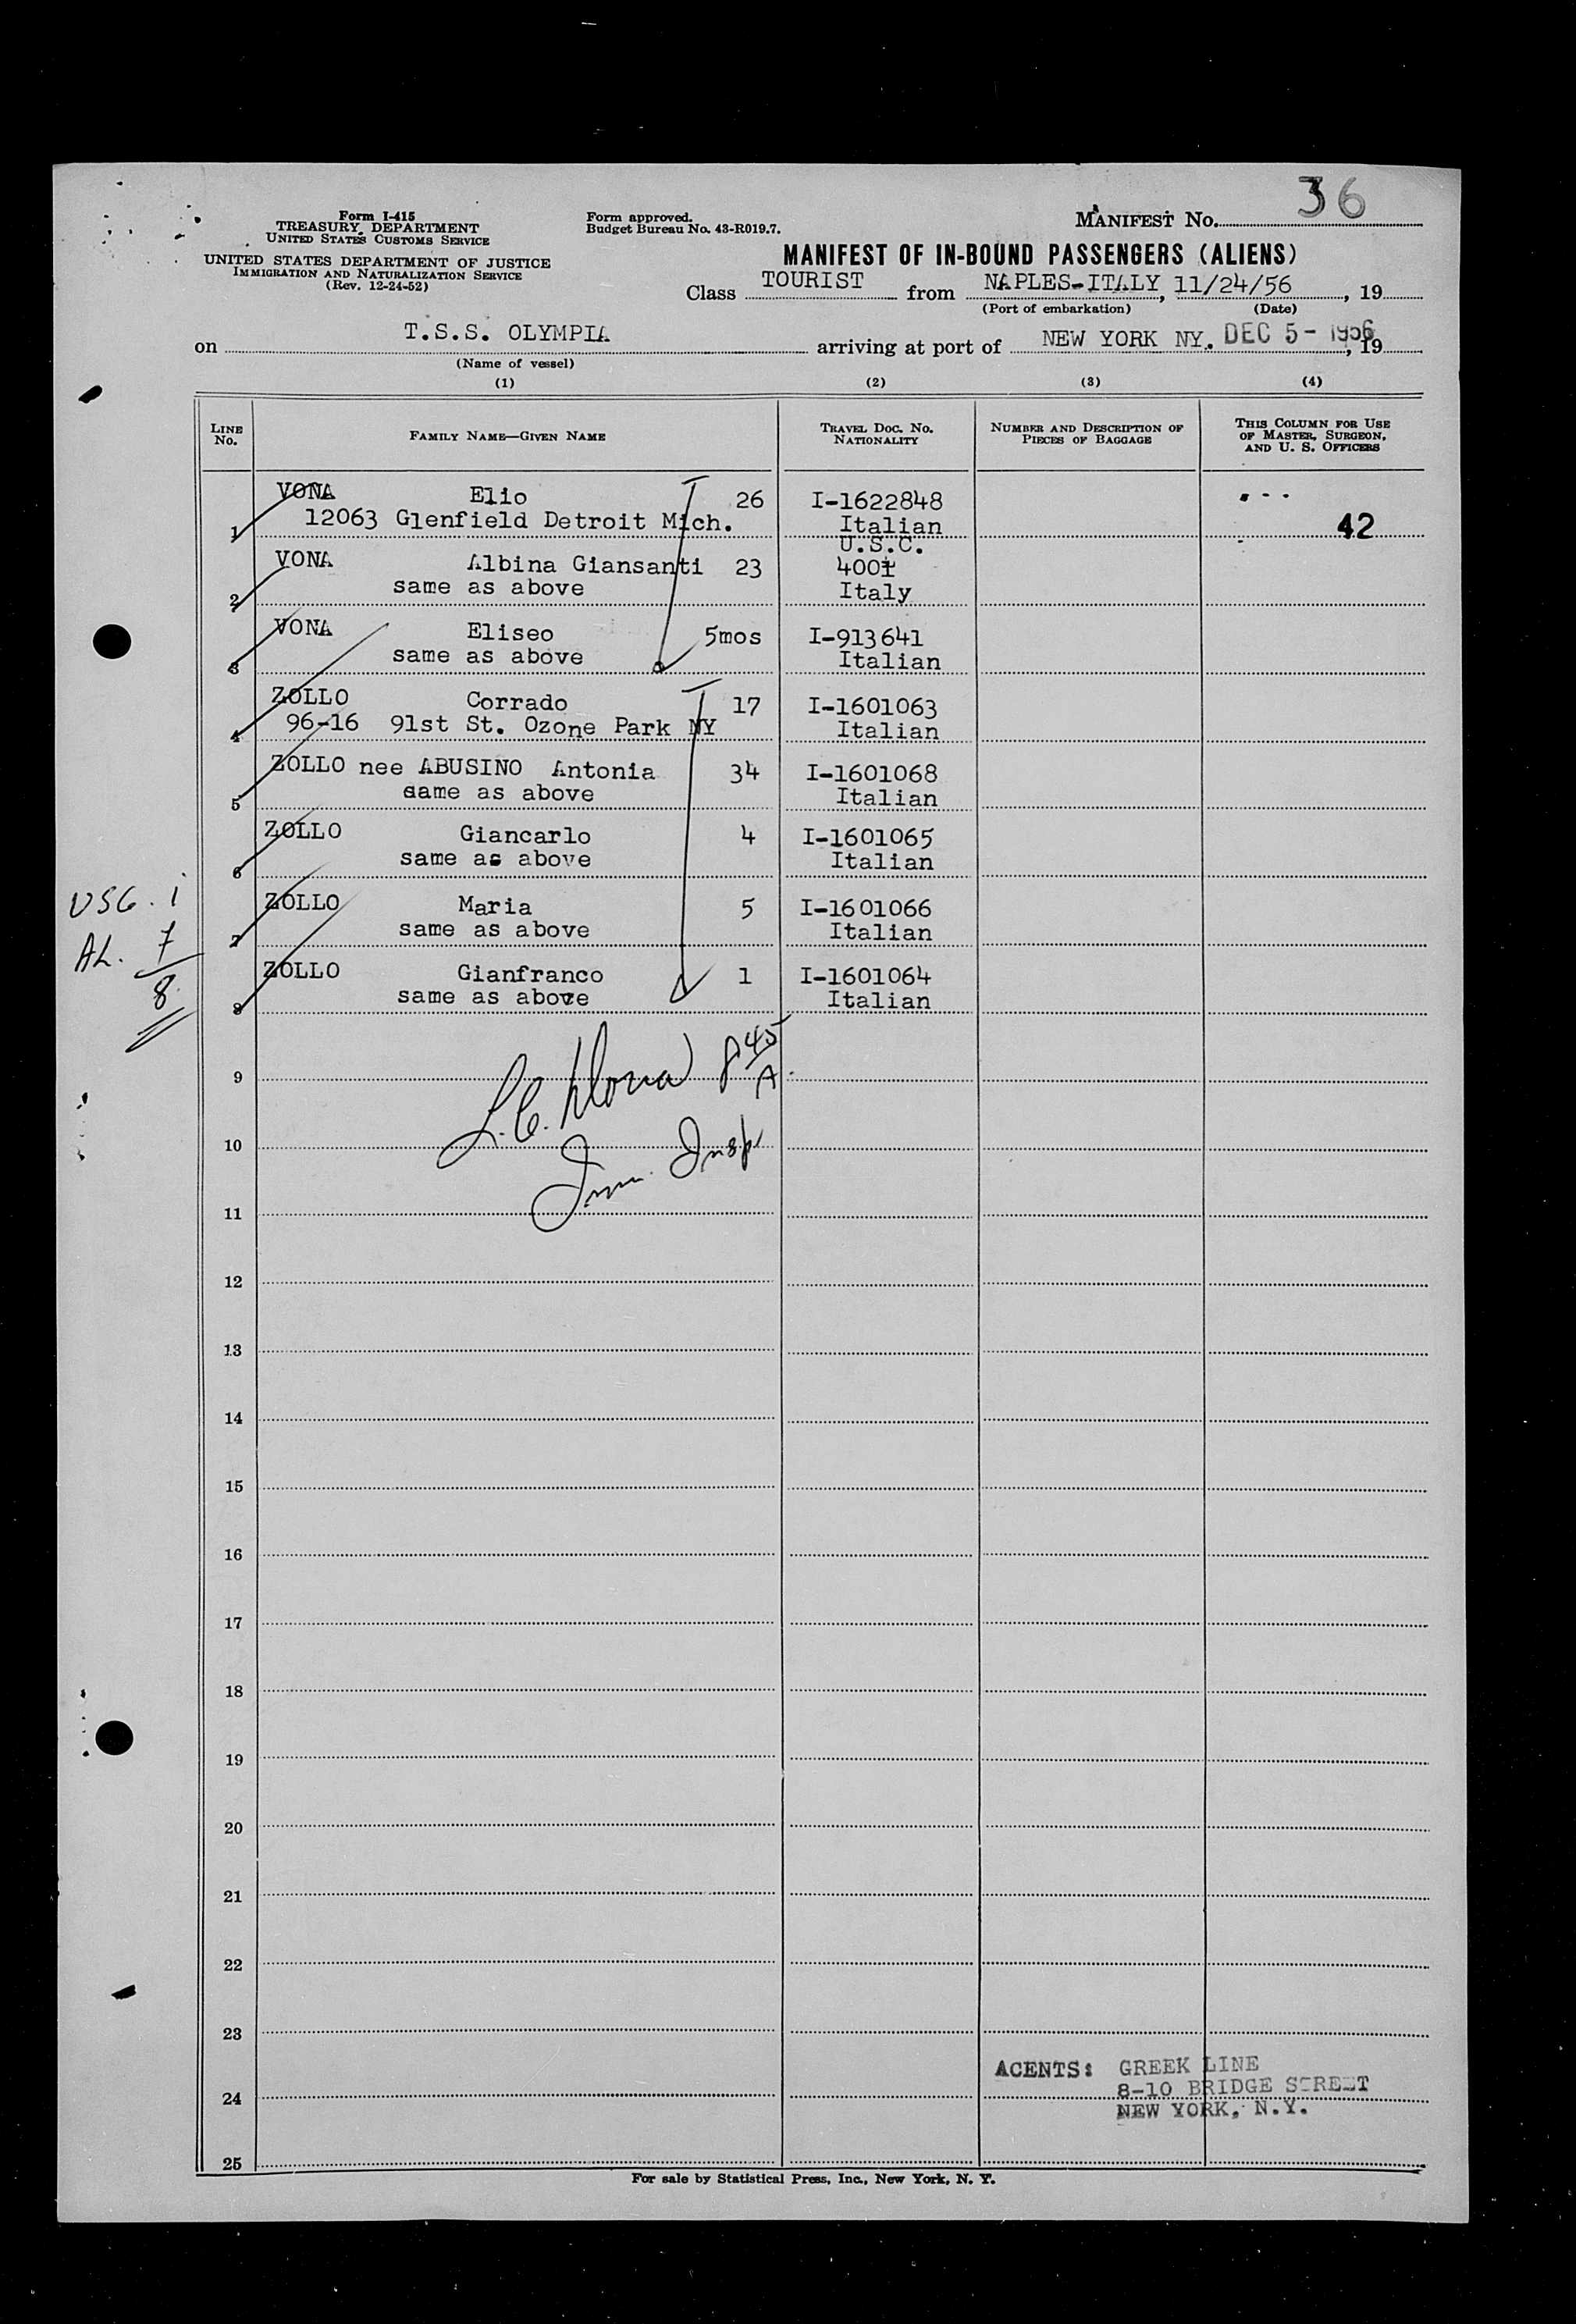 36
Form I-415
TREASURY DEPARTMENT
UNITED STATES CUSTOMS SERVICE
UNITED STATES DEPARTMENT OF JUSTICE
IMMIGRATION AND NATURALIZATION SERVICE
(Rev. 12-24-52)
Form approved.
Budget Bureau No. 43-R019.7.
MANIFEST No.
MANIFEST OF IN-BOUND PASSENGERS (ALIENS)
Class TOURIST from NAPLES-ITALY, 11/24/56, 19
(Port of embarkation) (Date)
on T.S.S. OLYMPIA arriving at port of NEW YORK NY. DEC 5- 1956, 19
(Name of vessel)
(1) (2) (3) (4)
LINE No. FAMILY NAME—GIVEN NAME TRAVEL DOC. NO. NATIONALITY NUMBER AND DESCRIPTION OF PIECES OF BAGGAGE THIS COLUMN FOR USE OF MASTER, SURGEON, AND U. S. OFFICERS
VONA Elio 26 I-1622848
1 12063 Glenfield Detroit Mich. Italian 42
U.S.C.
VONA Albina Giansanti 23 400
2 same as above Italy
VONA Eliseo 5mos I-913641
3 same as above Italian
ZOLLO Corrado 17 I-1601063
4 96-16 91st St. Ozone Park NY Italian
ZOLLO nee ABUSINO Antonia 34 I-1601068
5 same as above Italian
ZOLLO Giancarlo 4 I-1601065
6 same as above Italian
ZOLLO Maria 5 I-1601066
7 same as above Italian
ZOLLO Gianfranco 1 I-1601064
8 same as above Italian
USC. 1
AL. 7
8
9
L.C.
845
A
10
Imm. Insp
11
12
13
14
15
16
17
18
19
20
21
22
23
AGENTS: GREEK LINE
24 8-10 BRIDGE STREET
NEW YORK, N.Y.
25
For sale by Statistical Press, Inc., New York, N. Y.